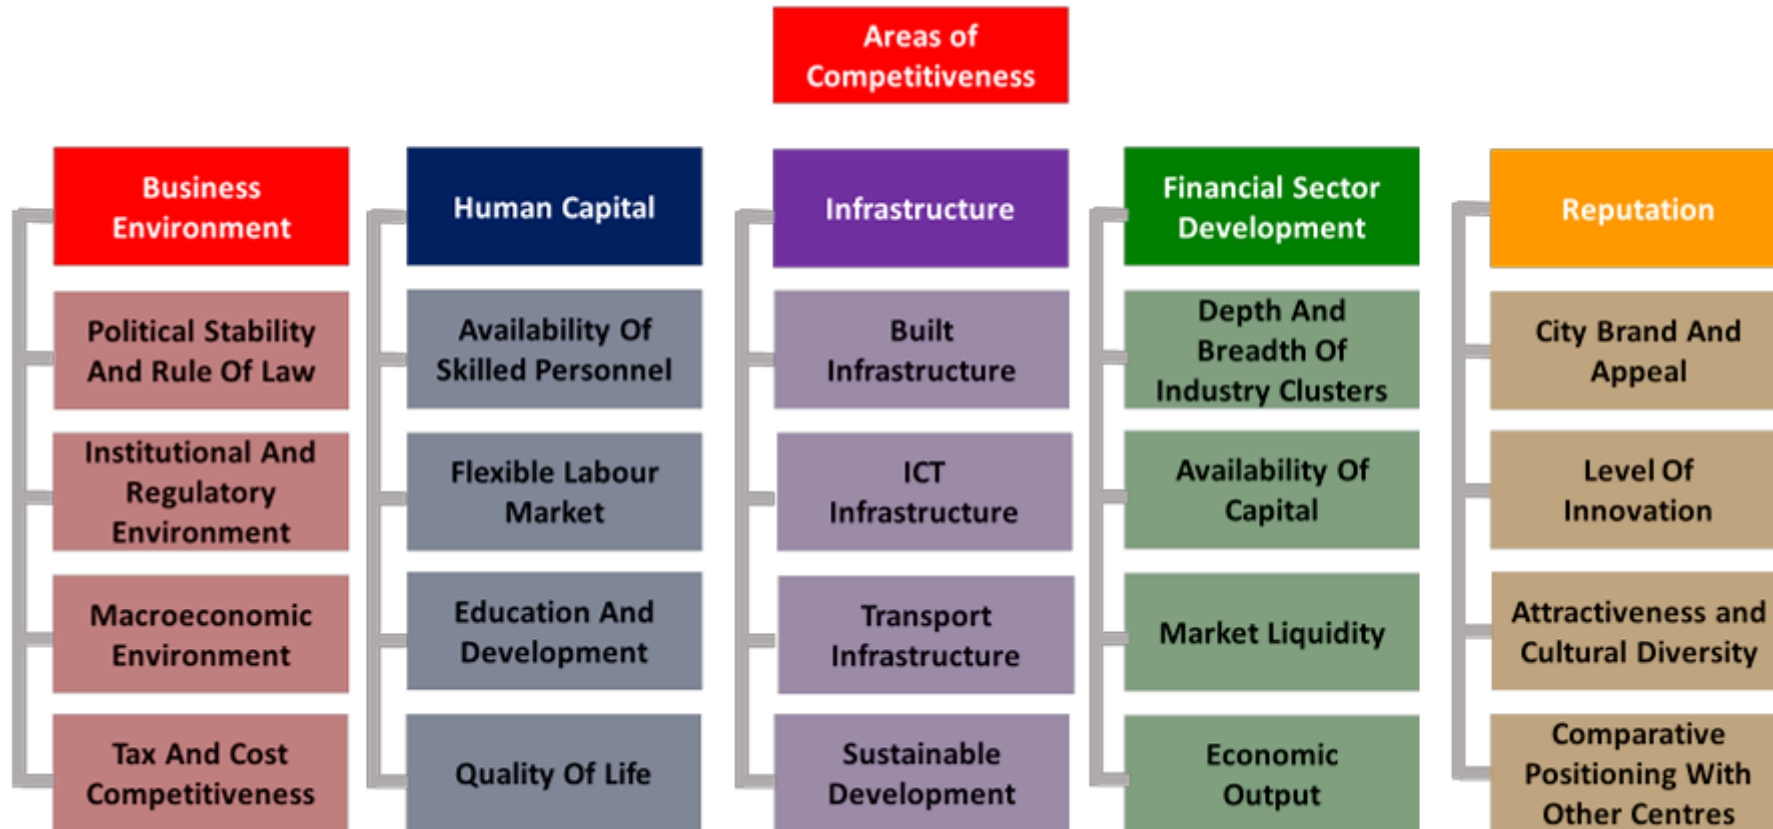 Areas of
Competitiveness
Business
Environment
Political Stability
And Rule Of Law
Institutional And
Regulatory
Environment
Macroeconomic
Environment
Tax And Cost
Competitiveness
Human Capital
Availability Of
Skilled Personnel
Flexible Labour
Market
Education And
Development
Quality Of Life
Infrastructure
Built
Infrastructure
ICT
Infrastructure
Transport
Infrastructure
Sustainable
Development
Financial Sector
Development
Depth And
Breadth Of
Industry Clusters
Availability Of
Capital
Market Liquidity
Economic
Output
Reputation
City Brand And
Appeal
Level Of
Innovation
Attractiveness and
Cultural Diversity
Comparative
Positioning With
Other Centres